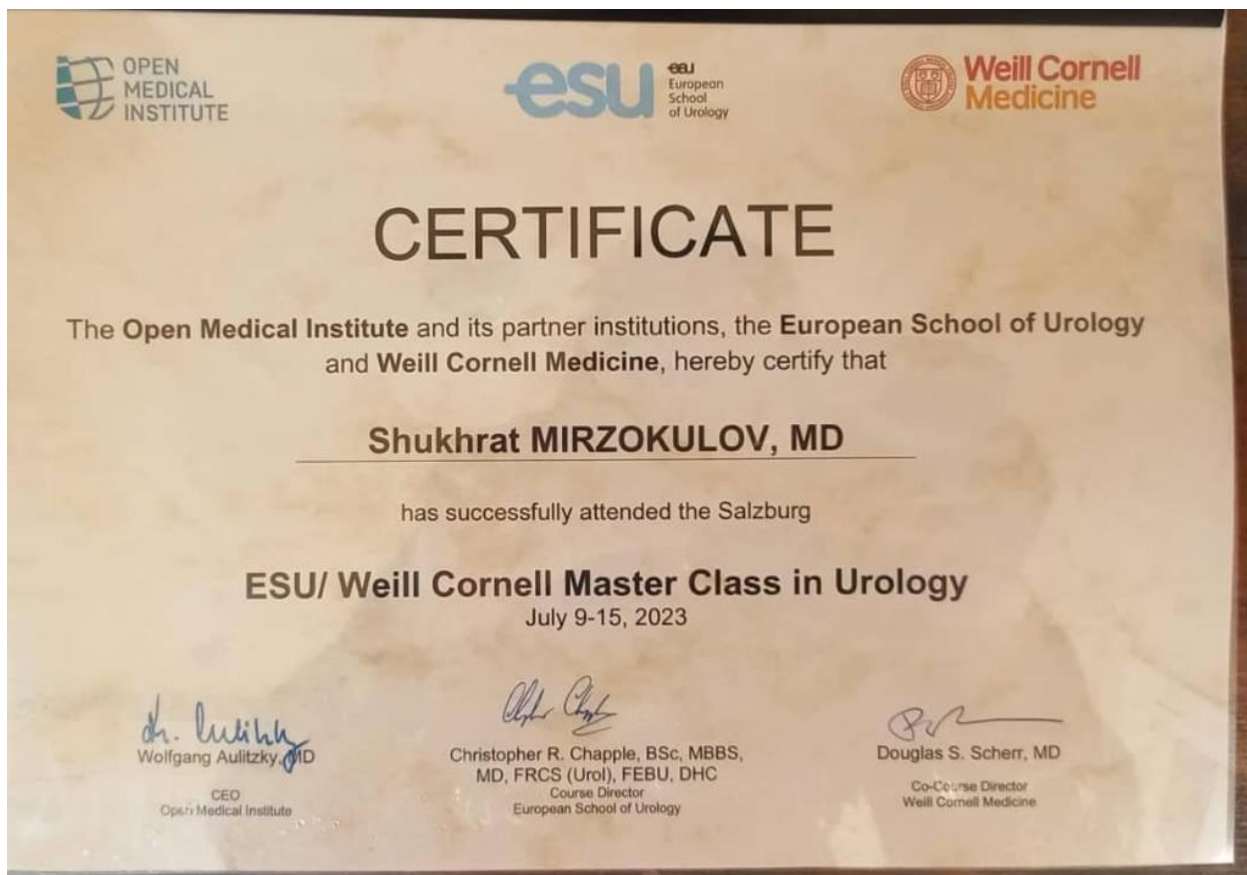 OPEN
MEDICAL
INSTITUTE
esu
eau
European
School
of Urology
Weill Cornell
Medicine
CERTIFICATE
The Open Medical Institute and its partner institutions, the European School of Urology
and Weill Cornell Medicine, hereby certify that
Shukhrat MIRZOKULOV, MD
has successfully attended the Salzburg
ESU/ Weill Cornell Master Class in Urology
July 9-15, 2023
Wolfgang Aulitzky, MD
CEO
Open Medical Institute
Christopher R. Chapple, BSc, MBBS,
MD, FRCS (Urol), FEBU, DHC
Course Director
European School of Urology
Douglas S. Scherr, MD
Co-Course Director
Weill Cornell Medicine